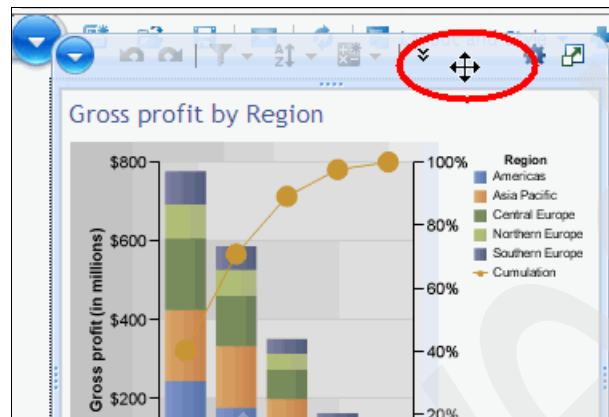 Gross profit by Region
$800
$600
$400
$200
Gross profit (in millions)
100%
80%
60%
40%
20%
Region
Americas
Asia Pacific
Central Europe
Northern Europe
Southern Europe
Cumulation